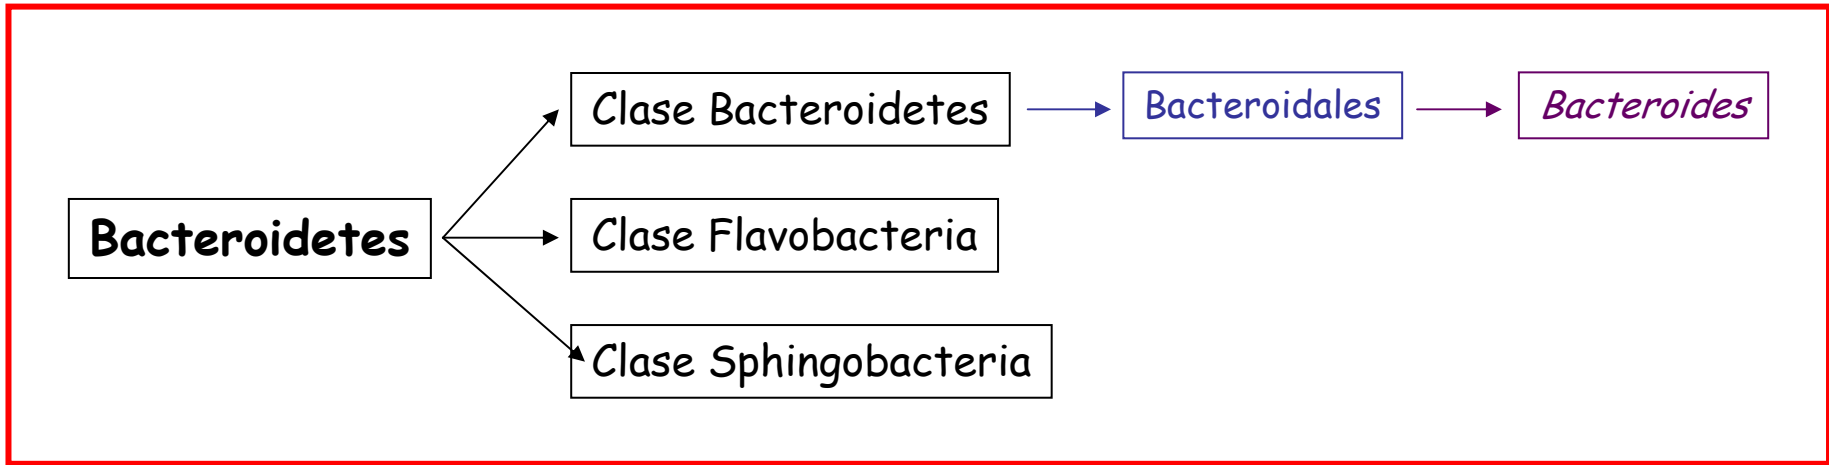 Clase Bacteroidetes
Bacteroidales
Bacteroides
Bacteroidetes
Clase Flavobacteria
Clase Sphingobacteria